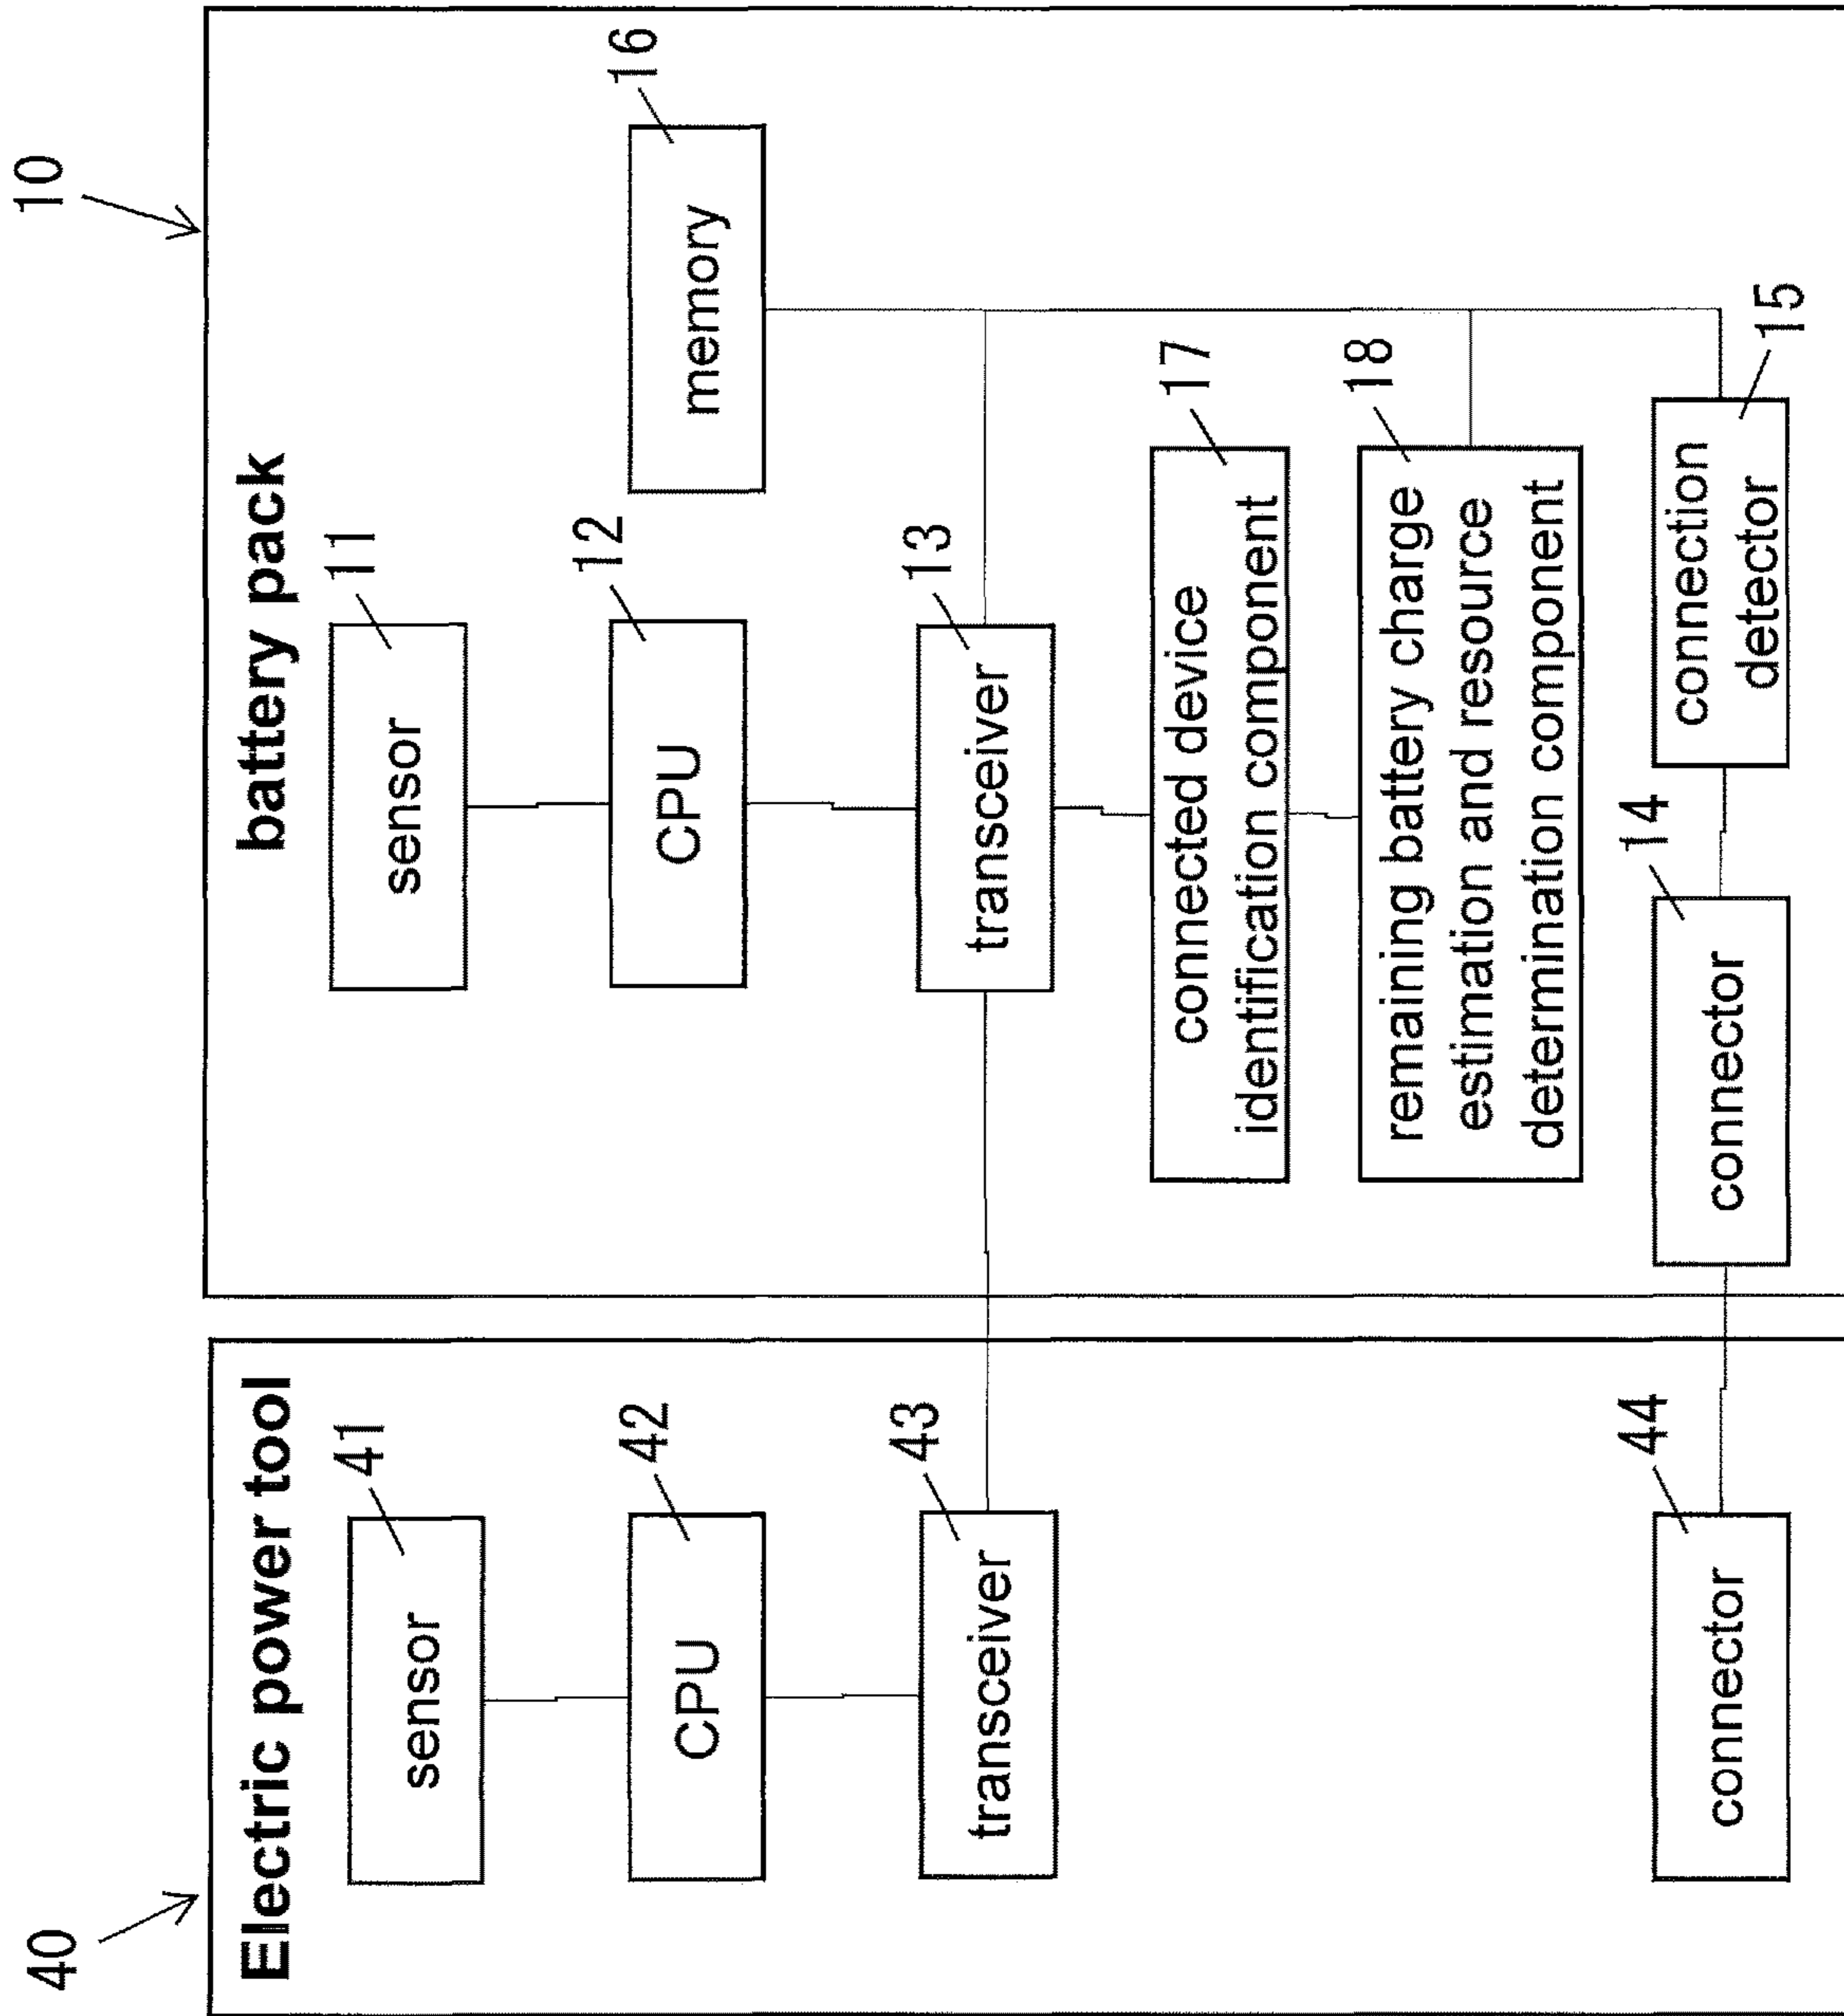 40
10
Electric power tool
41
sensor
42
CPU
43
transceiver
44
connector
battery pack
11
sensor
12
CPU
13
transceiver
16
memory
17
connected device
identification component
18
remaining battery charge
estimation and resource
determination component
14
connector
15
connection
detector